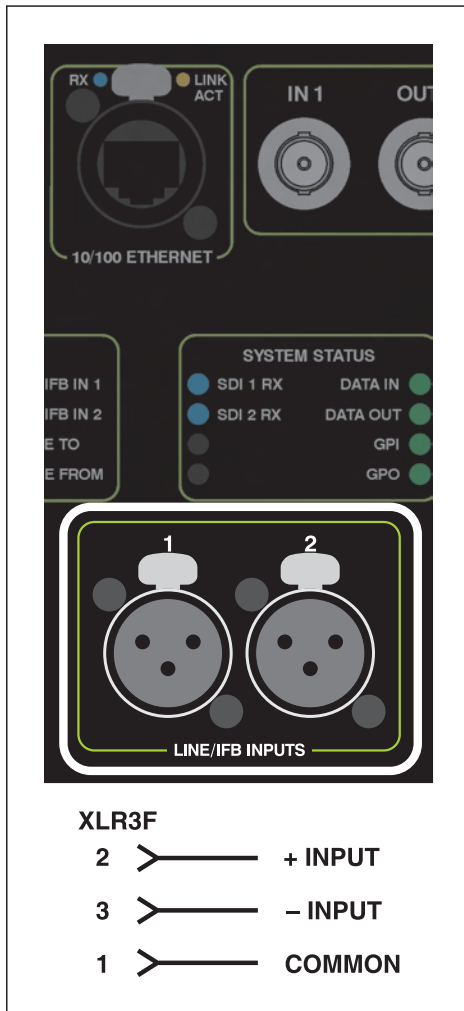 RX LINK
ACT
10/100 ETHERNET
IN 1 OUT
IFB IN 1
IFB IN 2
E TO
E FROM
SYSTEM STATUS
SDI 1 RX DATA IN
SDI 2 RX DATA OUT
GPI
GPO
1 2
LINE/IFB INPUTS
XLR3F
2 + INPUT
3 – INPUT
1 COMMON